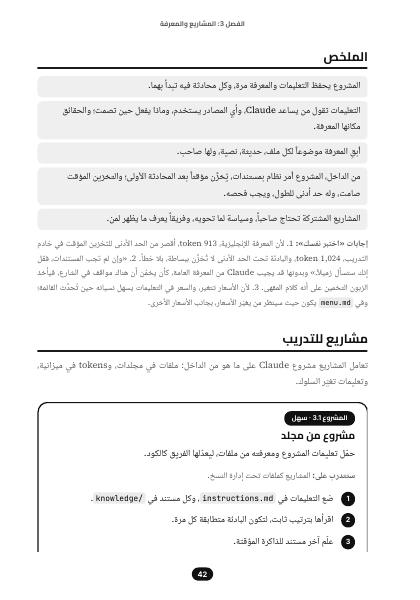 الفصل 3: المشاريع والمعرفة
الملخص
المشروع يحفظ التعليمات والمعرفة مرة، وكل محادثة فيه تبدأ بهما.
التعليمات تقول من يساعد Claude، وأي المصادر يستخدم، وماذا يفعل حين تصمت؛ والحقائق
مكانها المعرفة.
أبقِ المعرفة موضوعاً لكل ملف، حديثة، نصية، ولها صاحب.
من الداخل، المشروع أمر نظام بمستندات، يُخزَّن مؤقتاً بعد المحادثة الأولى؛ والتخزين المؤقت
صامت، وله حد أدنى للطول، ويجب فحصه.
المشاريع المشتركة تحتاج صاحباً، وسياسة لما تحويه، وفريقاً يعرف ما يظهر لمن.
إجابات «اختبر نفسك»: 1. لأن المعرفة الإنجليزية، 913 token، أقصر من الحد الأدنى للتخزين المؤقت في خادم
التدريب، 1,024 token، والبادئة تحت الحد الأدنى لا تُخزَّن ببساطة، بلا خطأ. 2. «وإن لم تجب المستندات، فقل
إنك ستسأل زميلاً.» وبدونها قد يجيب Claude من المعرفة العامة، كأن يخمّن أن هناك مواقف في الشارع، فيأخذ
الزبون التخمين على أنه كلام المقهى. 3. لأن الأسعار تتغير، والسعر في التعليمات يسهل نسيانه حين تُحدَّث القائمة؛
وفي menu.md يكون حيث سينظر من يغيّر الأسعار، بجانب الأسعار الأخرى.
مشاريع للتدريب
تعامل المشاريع مشروع Claude على ما هو من الداخل: ملفات في مجلدات، وtokens في ميزانية،
وتعليمات تغيّر السلوك.
المشروع 3.1 · سهل
مشروع من مجلد
حمّل تعليمات المشروع ومعرفته من ملفات، ليعدّلها الفريق كالكود.
ستتدرب على: المشاريع كملفات تحت إدارة النسخ.
1 ضع التعليمات في instructions.md، وكل مستند في knowledge/.
2 اقرأها بترتيب ثابت، لتكون البادئة متطابقة كل مرة.
3 علّم آخر مستند للذاكرة المؤقتة.
42